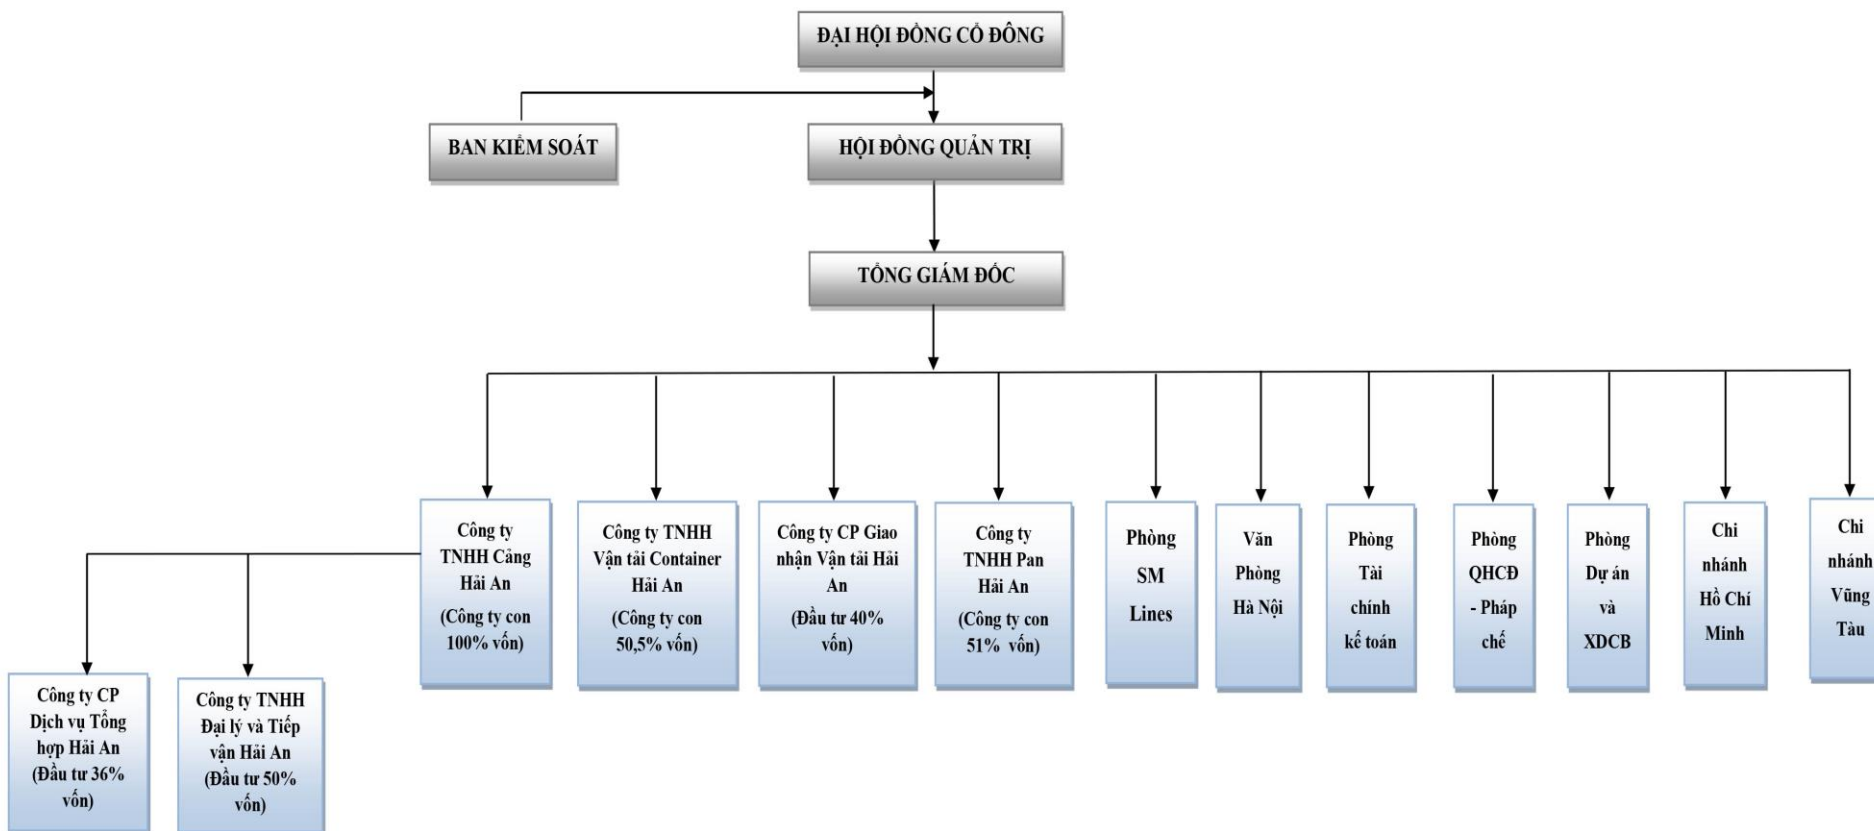 ĐẠI HỘI ĐỒNG CỔ ĐÔNG
BAN KIỂM SOÁT
HỘI ĐỒNG QUẢN TRỊ
TỔNG GIÁM ĐỐC
Công ty
TNHH Cảng
Hải An
(Công ty con
100% vốn)
Công ty TNHH
Vận tải Container
Hải An
(Công ty con
50,5% vốn)
Công ty CP Giao
nhận Vận tải Hải
An
(Đầu tư 40%
vốn)
Công ty
TNHH Pan
Hải An
(Công ty con
51% vốn)
Phòng
SM
Lines
Văn
Phòng
Hà Nội
Phòng
Tài
chính
kế toán
Phòng
QHCĐ
- Pháp
chế
Phòng
Dự án
và
XDCB
Chi
nhánh
Hồ Chí
Minh
Chi
nhánh
Vũng
Tàu
Công ty CP
Dịch vụ Tổng
hợp Hải An
(Đầu tư 36%
vốn)
Công ty TNHH
Đại lý và Tiếp
vận Hải An
(Đầu tư 50%
vốn)